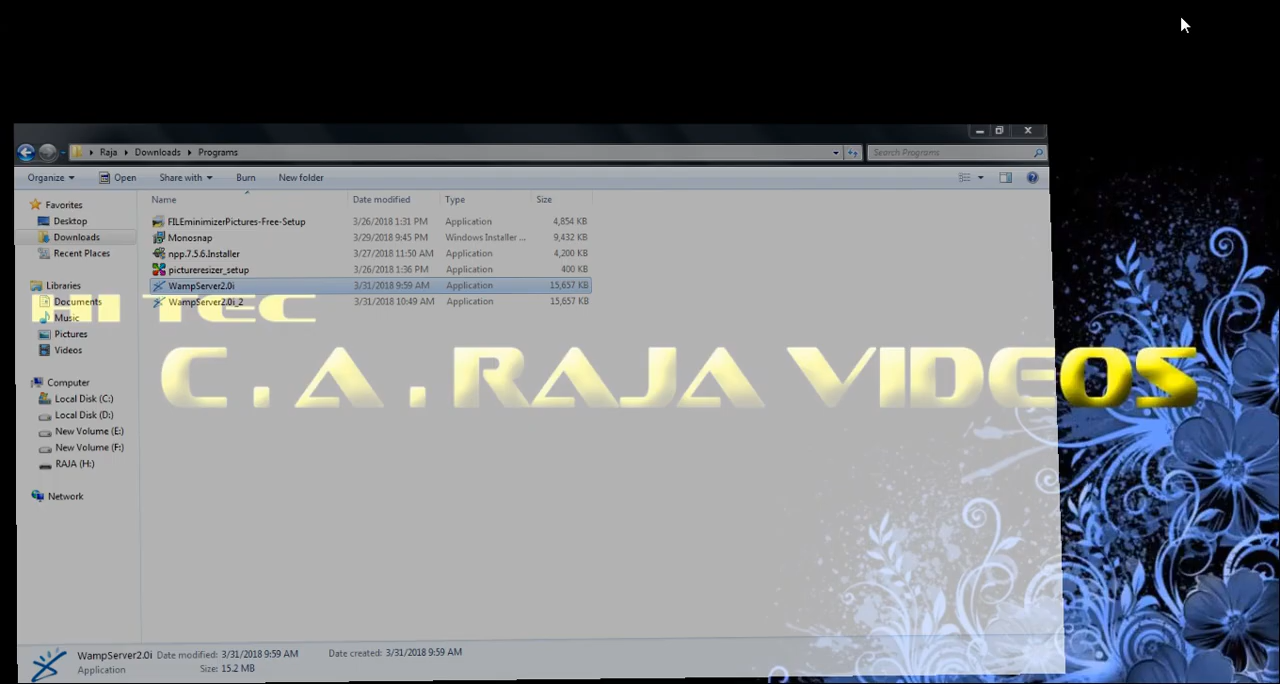 Raja Downloads Programs
Search Programs
Organize Open Share with Burn New folder
Name Date modified Type Size
Favorites
Desktop
Downloads
Recent Places
Libraries
Documents
Music
Pictures
Videos
Computer
Local Disk (C:)
Local Disk (D:)
New Volume (E:)
New Volume (F:)
RAJA (H:)
Network
FILEminimizerPictures-Free-Setup 3/26/2018 1:31 PM Application 4,854 KB
Monosnap 3/29/2018 9:45 PM Windows Installer ... 9,432 KB
npp.7.5.6.Installer 3/27/2018 11:50 AM Application 4,200 KB
pictureresizer_setup 3/26/2018 1:36 PM Application 400 KB
WampServer2.0i 3/31/2018 9:59 AM Application 15,657 KB
WampServer2.0i_2 3/31/2018 10:49 AM Application 15,657 KB
HI TEC
C.A.RAJA VIDEOS
WampServer2.0i Date modified: 3/31/2018 9:59 AM Date created: 3/31/2018 9:59 AM
Application Size: 15.2 MB